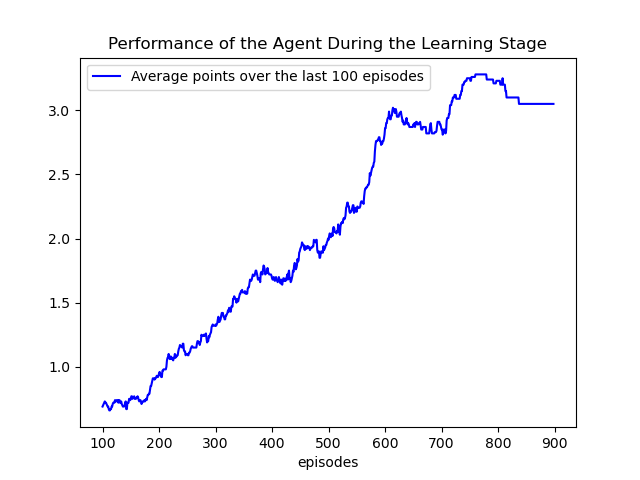 Performance of the Agent During the Learning Stage
Average points over the last 100 episodes
3.0
2.5
2.0
1.5
1.0
100 200 300 400 500 600 700 800 900
episodes